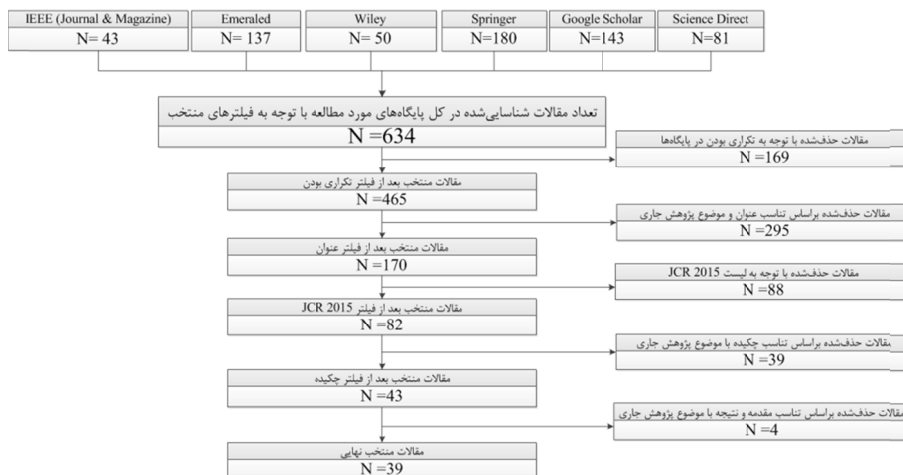 IEEE (Journal & Magazine)
N= 43
Emeraled
N= 137
Wiley
N= 50
Springer
N=180
Google Scholar
N=143
Science Direct
N=81
تعداد مقالات شناسایی‌شده در کل پایگاه‌های مورد مطالعه با توجه به فیلترهای منتخب
N =634
مقالات حذف‌شده با توجه به تکراری بودن در پایگاه‌ها
N =169
مقالات منتخب بعد از فیلتر تکراری بودن
N =465
مقالات حذف‌شده براساس تناسب عنوان و موضوع پژوهش جاری
N =295
مقالات منتخب بعد از فیلتر عنوان
N =170
مقالات حذف‌شده با توجه به لیست JCR 2015
N =88
مقالات منتخب بعد از فیلتر JCR 2015
N =82
مقالات حذف‌شده براساس تناسب چکیده با موضوع پژوهش جاری
N =39
مقالات منتخب بعد از فیلتر چکیده
N =43
مقالات حذف‌شده براساس تناسب مقدمه و نتیجه با موضوع پژوهش جاری
N =4
مقالات منتخب نهایی
N =39